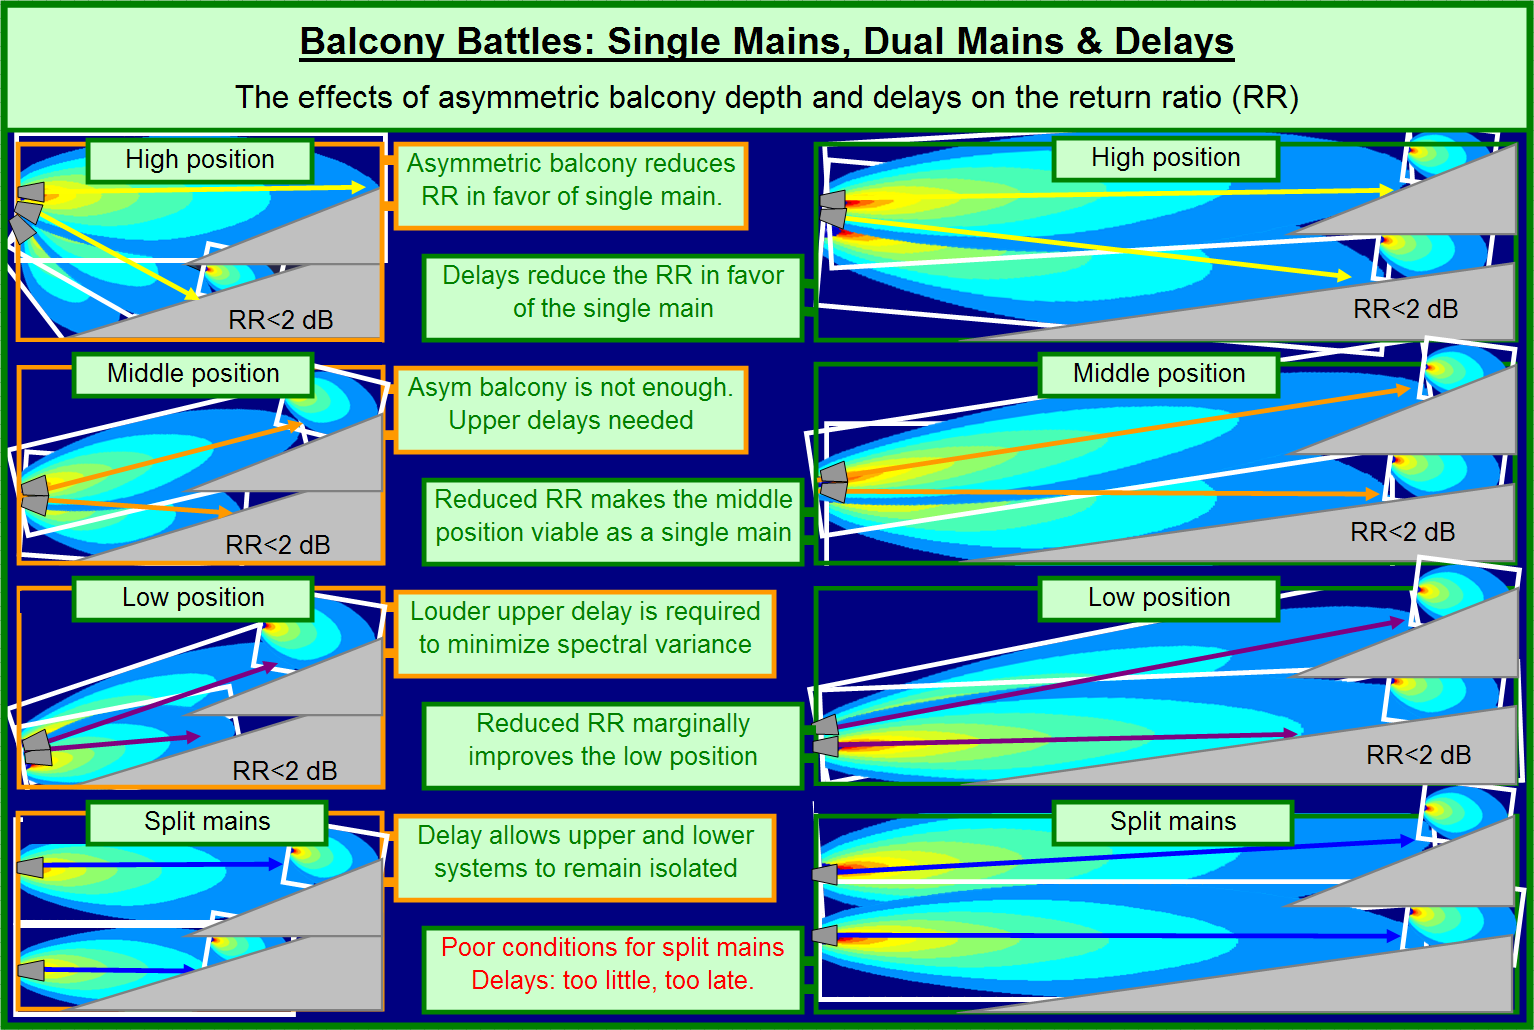 Balcony Battles: Single Mains, Dual Mains & Delays
The effects of asymmetric balcony depth and delays on the return ratio (RR)
High position
Asymmetric balcony reduces
RR in favor of single main.
High position
Delays reduce the RR in favor
of the single main
RR<2 dB
RR<2 dB
Middle position
Asym balcony is not enough.
Upper delays needed
Middle position
Reduced RR makes the middle
position viable as a single main
RR<2 dB
RR<2 dB
Low position
Louder upper delay is required
to minimize spectral variance
Low position
Reduced RR marginally
improves the low position
RR<2 dB
RR<2 dB
Split mains
Delay allows upper and lower
systems to remain isolated
Split mains
Poor conditions for split mains
Delays: too little, too late.